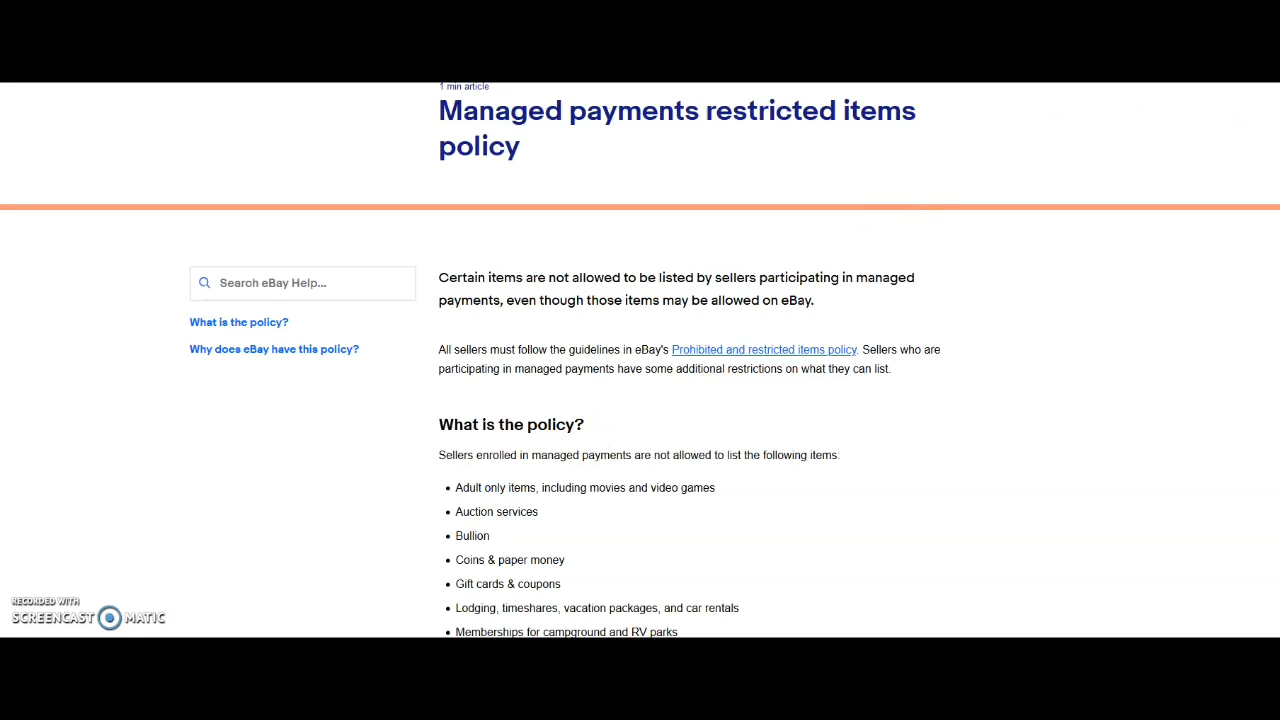 1 min article
Managed payments restricted items
policy
Search eBay Help...
What is the policy?
Why does eBay have this policy?
Certain items are not allowed to be listed by sellers participating in managed
payments, even though those items may be allowed on eBay.
All sellers must follow the guidelines in eBay's Prohibited and restricted items policy. Sellers who are
participating in managed payments have some additional restrictions on what they can list.
What is the policy?
Sellers enrolled in managed payments are not allowed to list the following items:
• Adult only items, including movies and video games
• Auction services
• Bullion
• Coins & paper money
• Gift cards & coupons
• Lodging, timeshares, vacation packages, and car rentals
• Memberships for campground and RV parks
RECORDED WITH
SCREENCAST MATIC